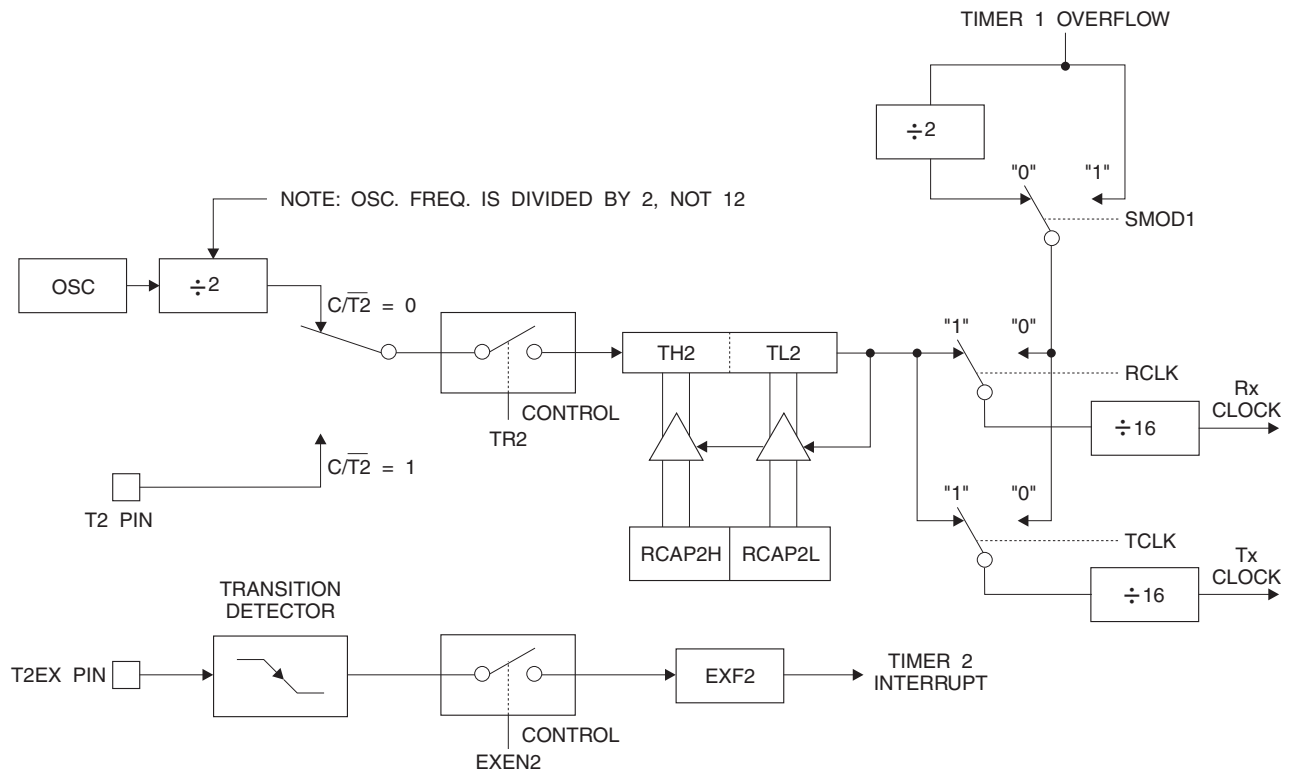 TIMER 1 OVERFLOW
÷2
"0"
"1"
SMOD1
NOTE: OSC. FREQ. IS DIVIDED BY 2, NOT 12
OSC
÷2
C/T̅2̅ = 0
TH2
TL2
"1"
"0"
RCLK
CONTROL
TR2
Rx
CLOCK
÷16
C/T̅2̅ = 1
T2 PIN
"1"
"0"
TCLK
RCAP2H
RCAP2L
Tx
CLOCK
÷16
TRANSITION
DETECTOR
T2EX PIN
EXF2
TIMER 2
INTERRUPT
CONTROL
EXEN2